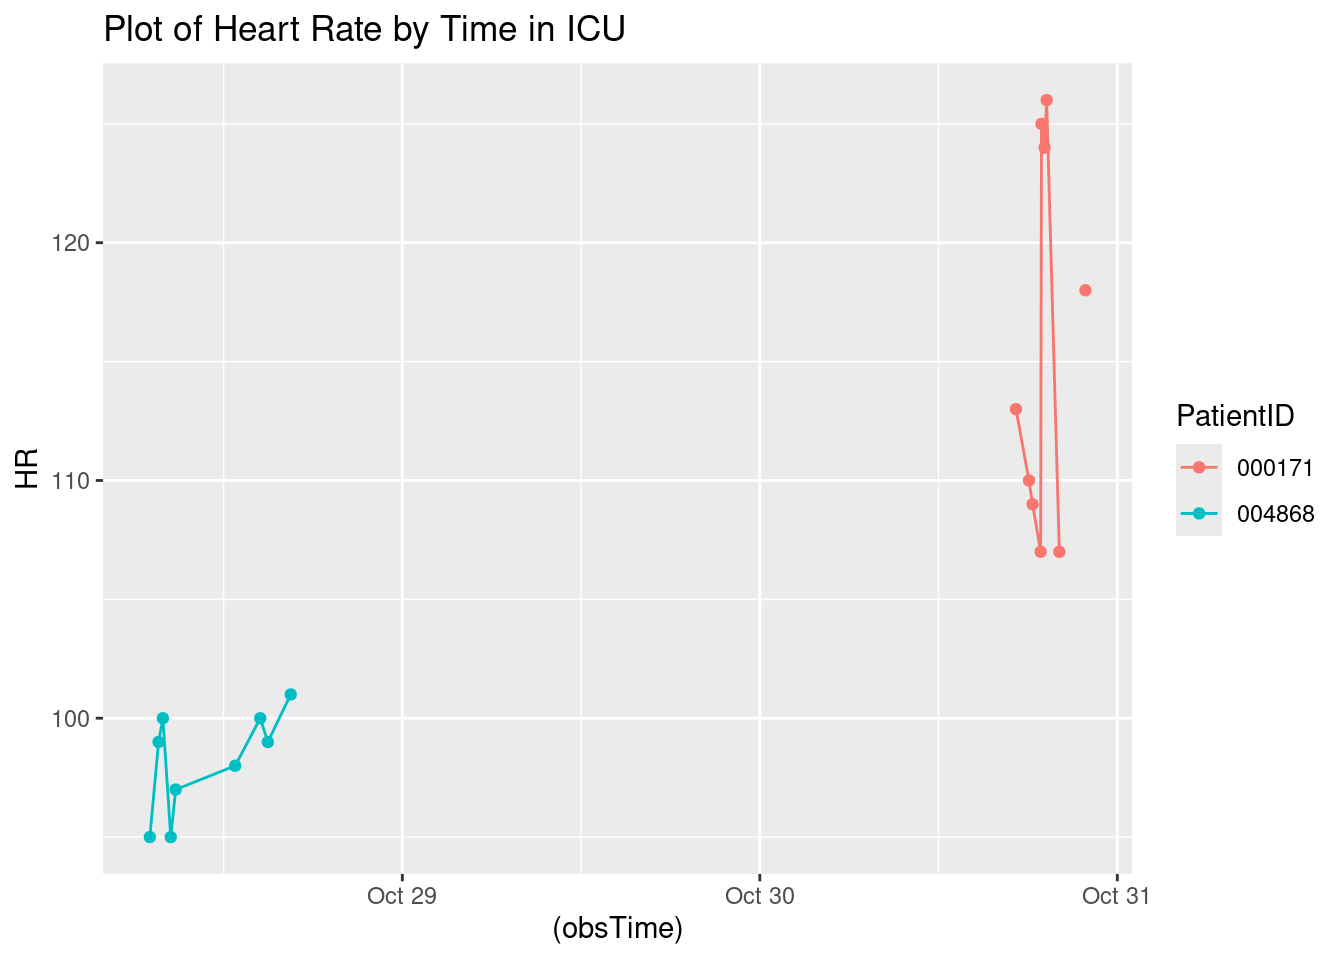 Plot of Heart Rate by Time in ICU
HR
120
110
100
Oct 29
Oct 30
Oct 31
(obsTime)
PatientID
000171
004868